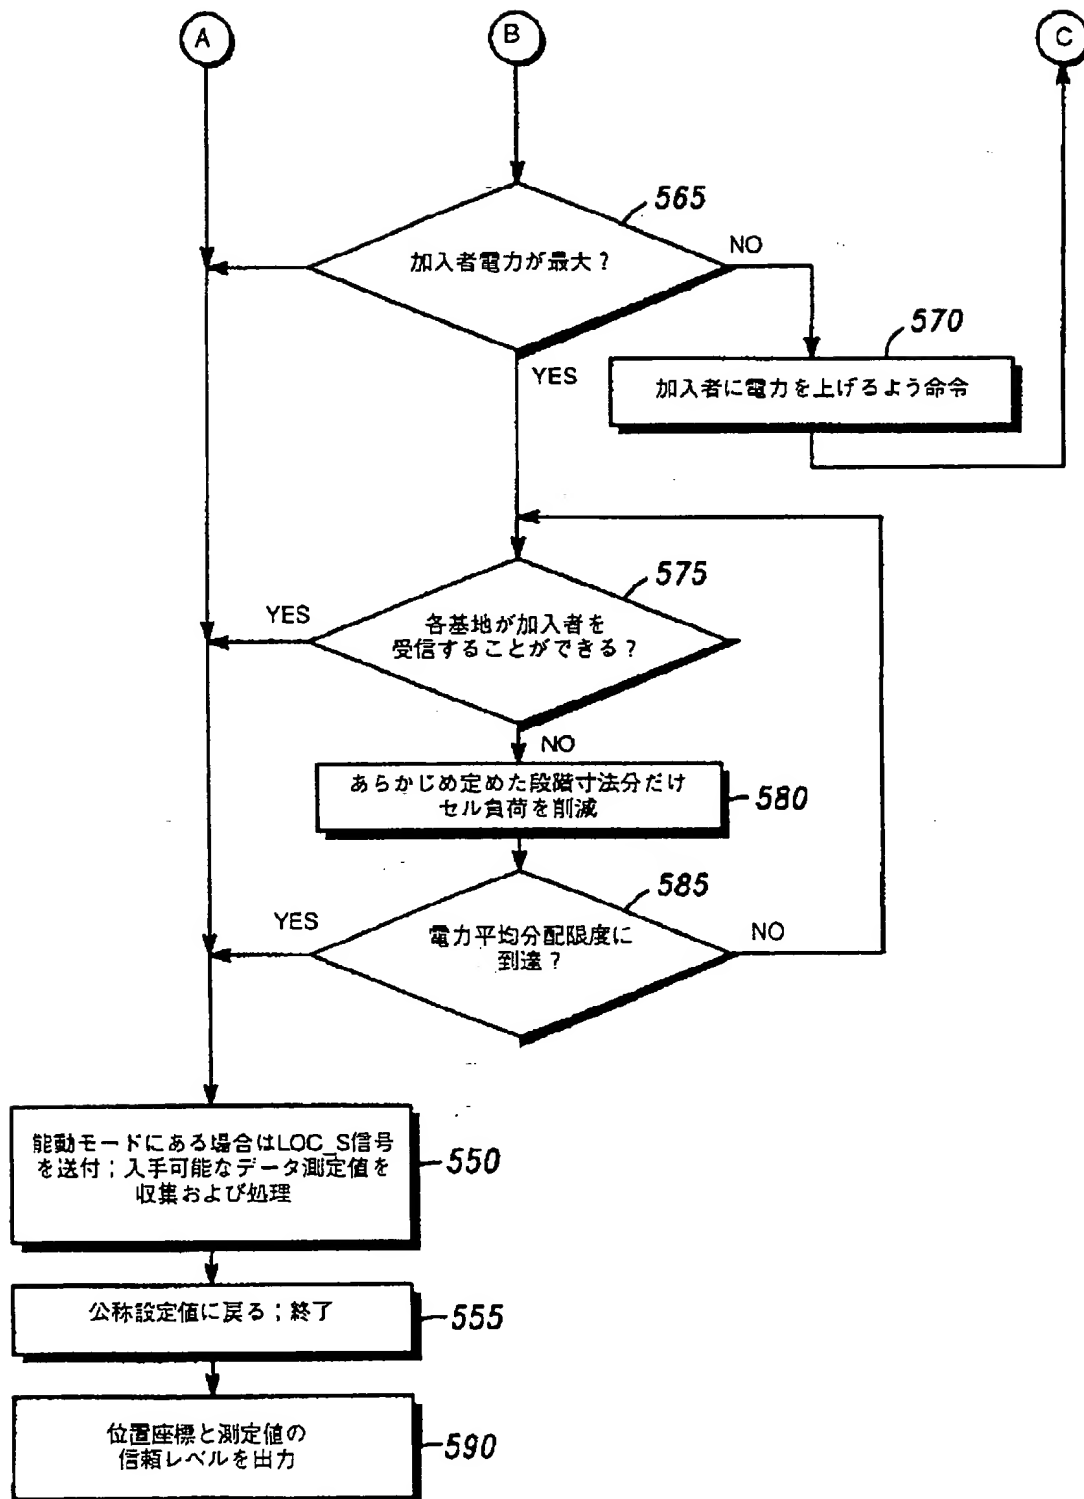 A
B
C
565
加入者電力が最大?
NO
YES
570
加入者に電力を上げるよう命令
575
YES
各基地が加入者を
受信することができる?
NO
あらかじめ定めた段階寸法分だけ
セル負荷を削減
580
585
YES
電力平均分配限度に
到達?
NO
能動モードにある場合はLOC_S信号
を送付;入手可能なデータ測定値を
収集および処理
550
公称設定値に戻る;終了
555
位置座標と測定値の
信頼レベルを出力
590